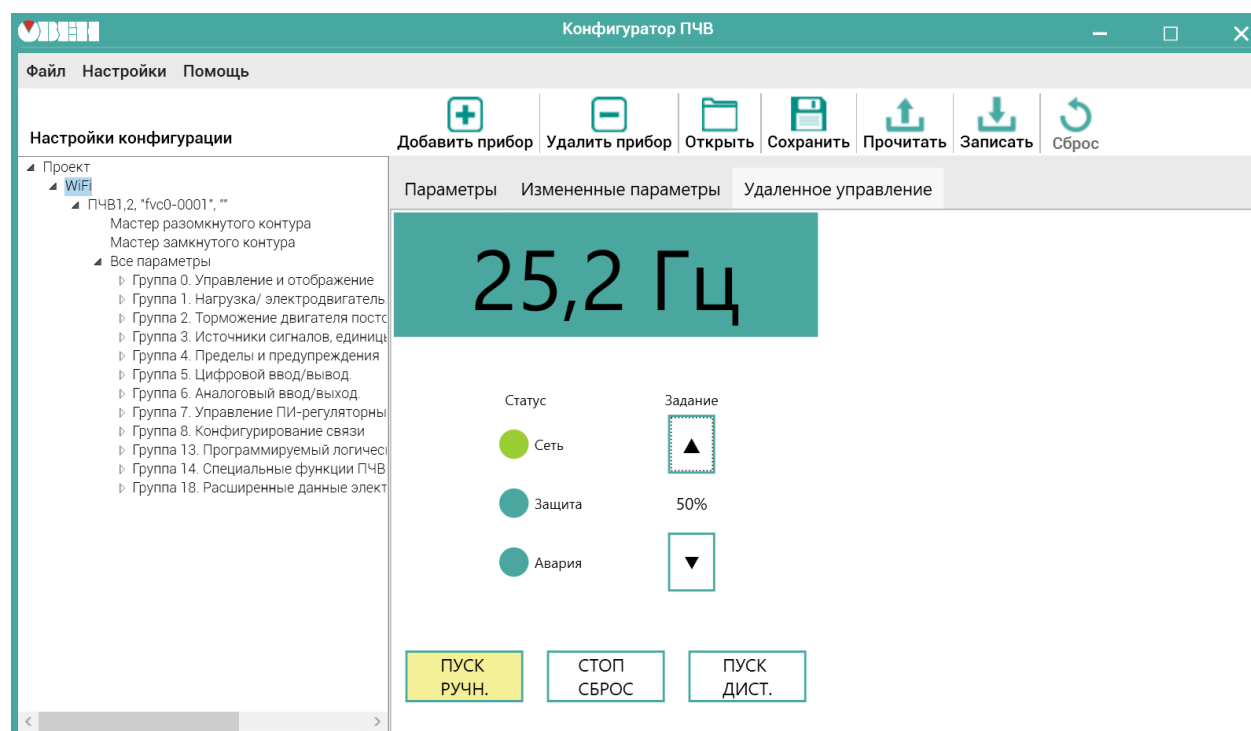 ОВЕН
Конфигуратор ПЧВ
Файл Настройки Помощь
Настройки конфигурации
Добавить прибор Удалить прибор Открыть Сохранить Прочитать Записать Сброс
Проект
WiFi
ПЧВ1,2, "fvc0-0001", ""
Мастер разомкнутого контура
Мастер замкнутого контура
Все параметры
Группа 0. Управление и отображение
Группа 1. Нагрузка/ электродвигатель.
Группа 2. Торможение двигателя постс
Группа 3. Источники сигналов, единиць
Группа 4. Пределы и предупреждения
Группа 5. Цифровой ввод/вывод.
Группа 6. Аналоговый ввод/выход.
Группа 7. Управление ПИ-регуляторны
Группа 8. Конфигурирование связи
Группа 13. Программируемый логичес
Группа 14. Специальные функции ПЧВ
Группа 18. Расширенные данные элект
Параметры Измененные параметры Удаленное управление
25,2 Гц
Статус Задание
Сеть
Защита 50%
Авария
ПУСК РУЧН.
СТОП СБРОС
ПУСК ДИСТ.